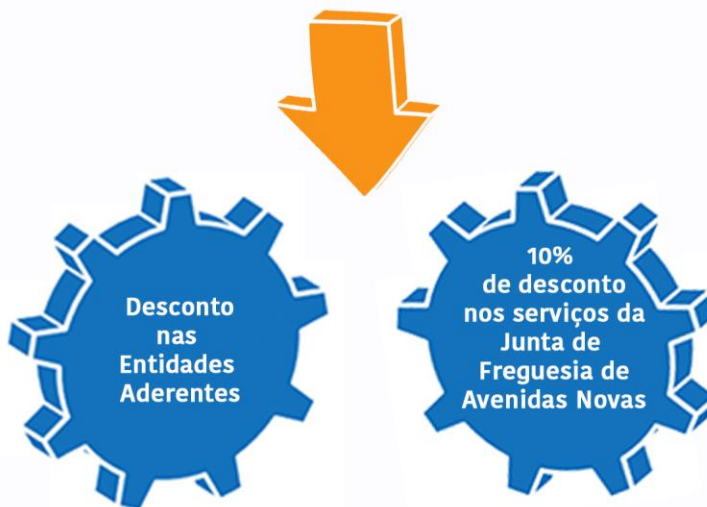 Desconto
nas
Entidades
Aderentes
10%
de desconto
nos serviços da
Junta de
Freguesia de
Avenidas Novas